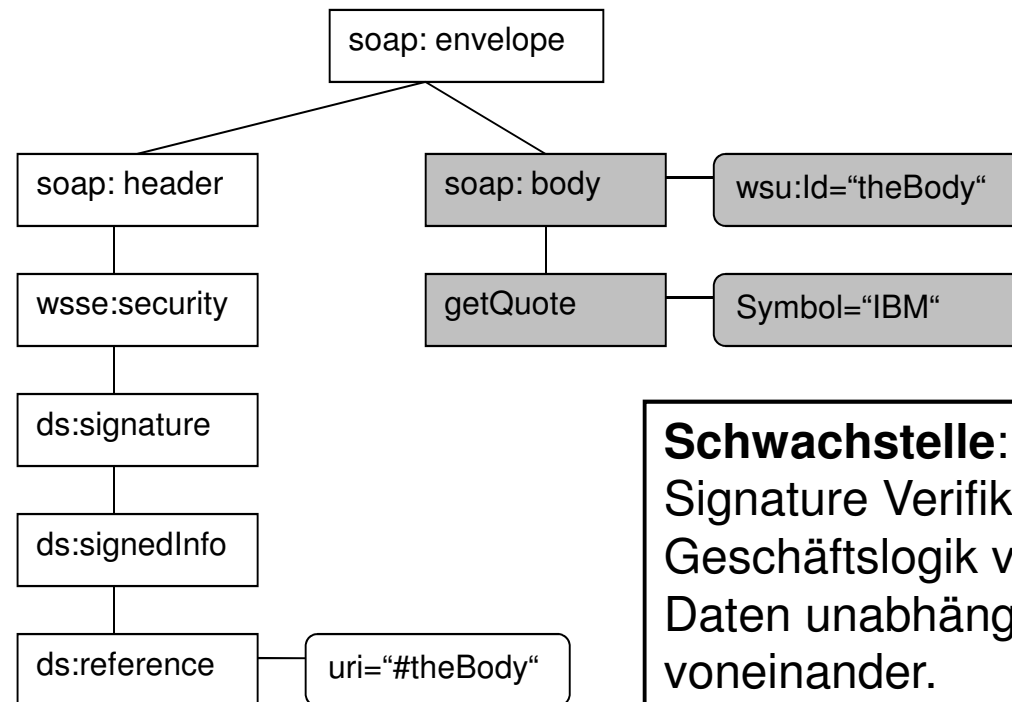 soap: envelope
soap: header
soap: body
wsu:Id=“theBody“
wsse:security
getQuote
Symbol=“IBM“
ds:signature
ds:signedInfo
ds:reference
uri=“#theBody“
Schwachstelle:
Signature
Geschäftslogik
Daten
voneinander.